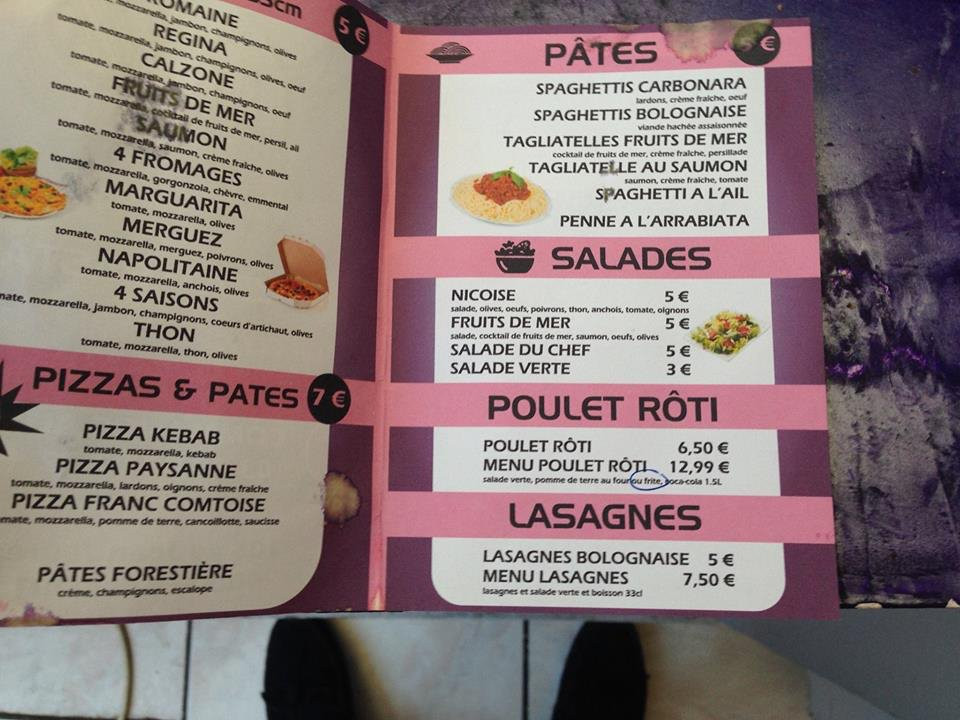 33cm
5 €
ROMAINE
mozzarella, jambon, champignons, olives
REGINA
tomate, mozzarella, jambon, champignons, olives, oeuf
CALZONE
tomate, mozzarella, jambon, champignons, oeuf
FRUITS DE MER
tomate, mozzarella, cocktail de fruits de mer, persil, ail
SAUMON
tomate, mozzarella, saumon, crème fraîche, olives
4 FROMAGES
tomate, mozzarella, gorgonzola, chèvre, emmental
MARGUARITA
tomate, mozzarella, olives
MERGUEZ
tomate, mozzarella, merguez, poivrons, olives
NAPOLITAINE
tomate, mozzarella, anchois, olives
4 SAISONS
mate, mozzarella, jambon, champignons, coeurs d'artichaut, olives
THON
tomate, mozzarella, thon, olives
PIZZAS & PATES 7 €
PIZZA KEBAB
tomate, mozzarella, kebab
PIZZA PAYSANNE
tomate, mozzarella, lardons, oignons, crème fraîche
PIZZA FRANC COMTOISE
mate, mozzarella, pomme de terre, cancoillotte, saucisse
PÂTES FORESTIÈRE
crème, champignons, escalope
PÂTES 5 €
SPAGHETTIS CARBONARA
lardons, crème fraîche, oeuf
SPAGHETTIS BOLOGNAISE
viande hachée assaisonnée
TAGLIATELLES FRUITS DE MER
cocktail de fruits de mer, crème fraîche, persillade
TAGLIATELLE AU SAUMON
saumon, crème fraîche, tomate
SPAGHETTI A L'AIL
PENNE A L'ARRABIATA
SALADES
NICOISE 5 €
salade, olives, oeufs, poivrons, thon, anchois, tomate, oignons
FRUITS DE MER 5 €
salade, cocktail de fruits de mer, saumon, oeufs, olives
SALADE DU CHEF 5 €
SALADE VERTE 3 €
POULET RÔTI
POULET RÔTI 6,50 €
MENU POULET RÔTI 12,99 €
salade verte, pomme de terre au four ou frite, coca-cola 1.5L
LASAGNES
LASAGNES BOLOGNAISE 5 €
MENU LASAGNES 7,50 €
lasagnes et salade verte et boisson 33cl